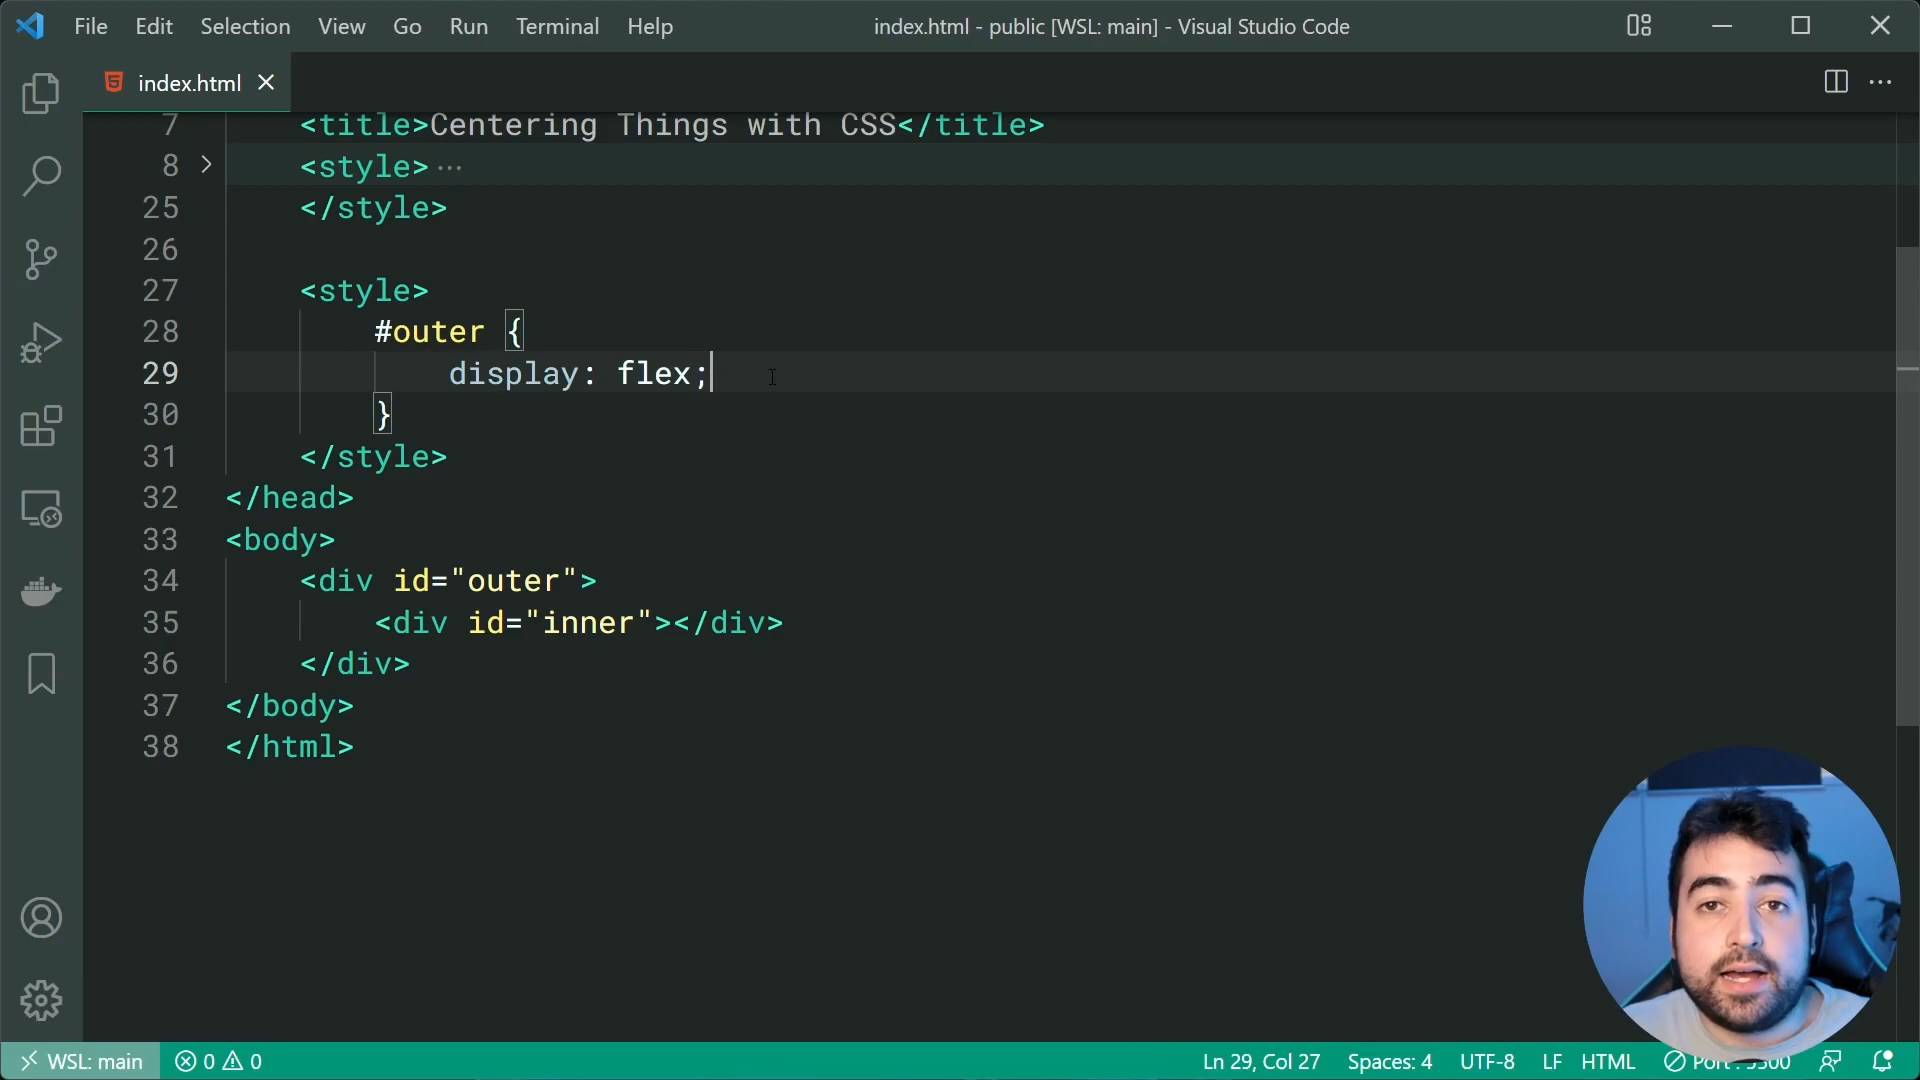 File Edit Selection View Go Run Terminal Help index.html - public [WSL: main] - Visual Studio Code
index.html
7 <title>Centering Things with CSS</title>
8 <style>···
25 </style>
26
27 <style>
28 #outer {
29 display: flex;
30 }
31 </style>
32 </head>
33 <body>
34 <div id="outer">
35 <div id="inner"></div>
36 </div>
37 </body>
38 </html>
WSL: main 0 0 Ln 29, Col 27 Spaces: 4 UTF-8 LF HTML